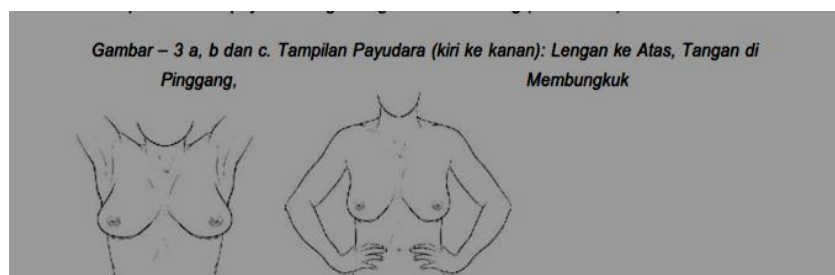 Gambar – 3 a, b dan c. Tampilan Payudara (kiri ke kanan): Lengan ke Atas, Tangan di
Pinggang, Membungkuk